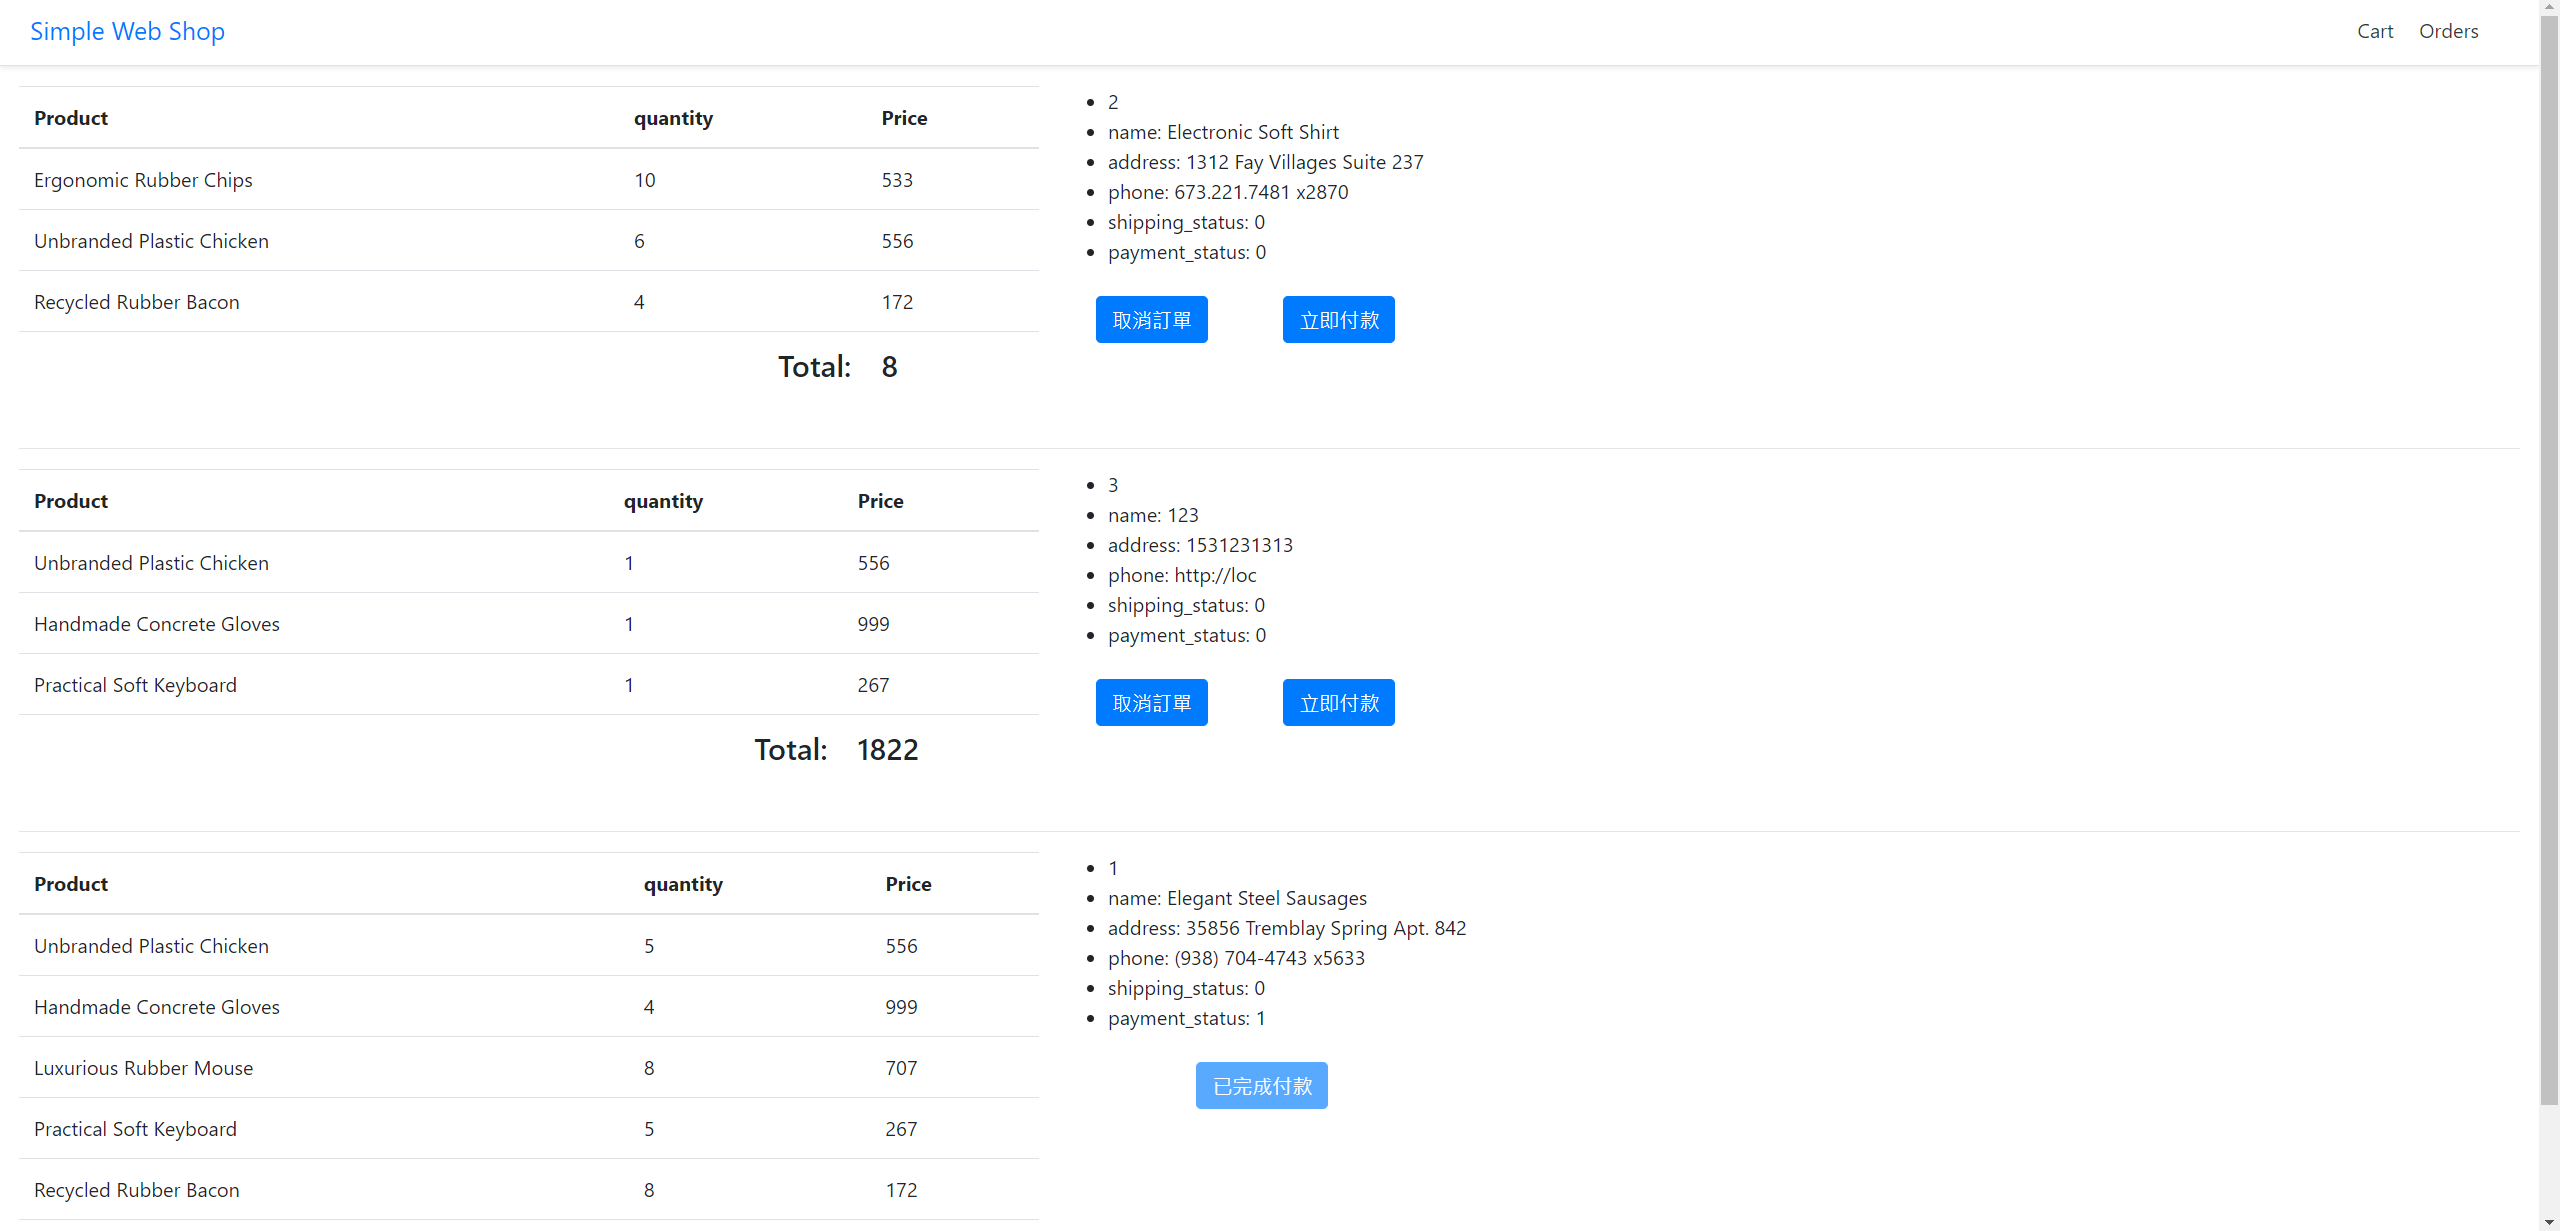 Simple Web Shop
Cart Orders
Product quantity Price
Ergonomic Rubber Chips 10 533
Unbranded Plastic Chicken 6 556
Recycled Rubber Bacon 4 172
Total: 8
2
name: Electronic Soft Shirt
address: 1312 Fay Villages Suite 237
phone: 673.221.7481 x2870
shipping_status: 0
payment_status: 0
取消訂單 立即付款
Product quantity Price
Unbranded Plastic Chicken 1 556
Handmade Concrete Gloves 1 999
Practical Soft Keyboard 1 267
Total: 1822
3
name: 123
address: 1531231313
phone: http://loc
shipping_status: 0
payment_status: 0
取消訂單 立即付款
Product quantity Price
Unbranded Plastic Chicken 5 556
Handmade Concrete Gloves 4 999
Luxurious Rubber Mouse 8 707
Practical Soft Keyboard 5 267
Recycled Rubber Bacon 8 172
1
name: Elegant Steel Sausages
address: 35856 Tremblay Spring Apt. 842
phone: (938) 704-4743 x5633
shipping_status: 0
payment_status: 1
已完成付款